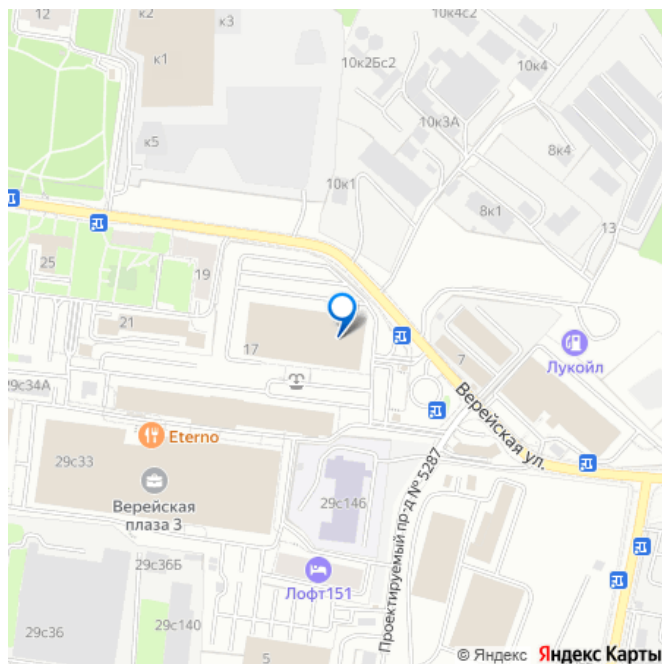 12
к2
к3
10к4с2
к1
10к2Бс2
10к4
10к3А
к5
8к4
10к1
8к1
13
25
19
21
17
7
Лукойл
29с34А
Верейская ул.
Eterno
29с33
Верейская
плаза 3
29с146
Проектируемый пр-д № 5287
29с36Б
Лофт151
29с36
29с140
5
© Яндекс Яндекс Карты